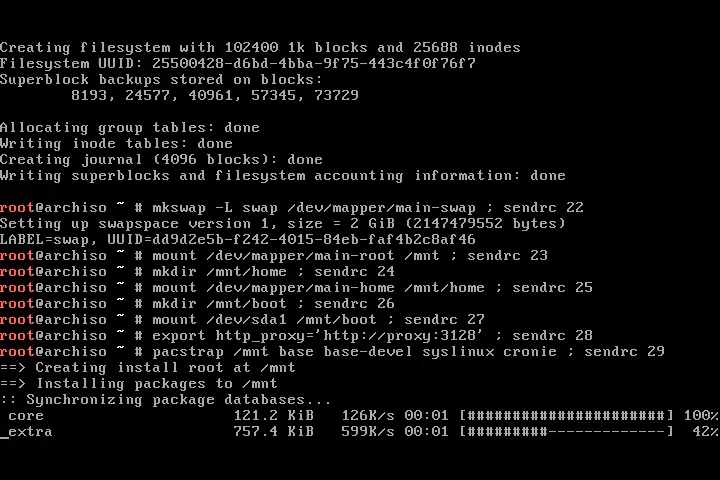 Creating filesystem with 102400 1k blocks and 25688 inodes
Filesystem UUID: 25500428-d6bd-4bba-9f75-443c4f0f76f7
Superblock backups stored on blocks:
        8193, 24577, 40961, 57345, 73729

Allocating group tables: done
Writing inode tables: done
Creating journal (4096 blocks): done
Writing superblocks and filesystem accounting information: done

root@archiso ~ # mkswap -L swap /dev/mapper/main-swap ; sendrc 22
Setting up swapspace version 1, size = 2 GiB (2147479552 bytes)
LABEL=swap, UUID=dd9d2e5b-f242-4015-84eb-faf4b2c8af46
root@archiso ~ # mount /dev/mapper/main-root /mnt ; sendrc 23
root@archiso ~ # mkdir /mnt/home ; sendrc 24
root@archiso ~ # mount /dev/mapper/main-home /mnt/home ; sendrc 25
root@archiso ~ # mkdir /mnt/boot ; sendrc 26
root@archiso ~ # mount /dev/sda1 /mnt/boot ; sendrc 27
root@archiso ~ # export http_proxy='http://proxy:3128' ; sendrc 28
root@archiso ~ # pacstrap /mnt base base-devel syslinux cronie ; sendrc 29
==> Creating install root at /mnt
==> Installing packages to /mnt
:: Synchronizing package databases...
 core                       121.2 KiB   126K/s 00:01 [######################] 100%
_extra                      757.4 KiB   599K/s 00:01 [#########-------------]  42%